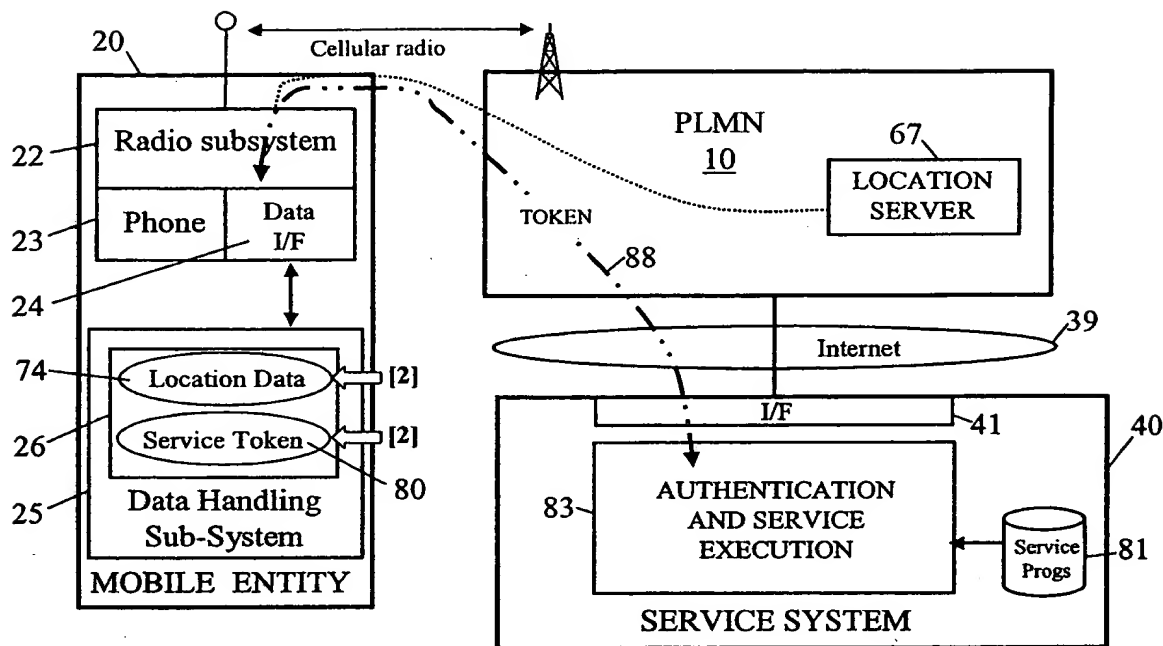 20
Cellular radio
22
Radio subsystem
23
Phone
Data
I/F
24
PLMN
10
67
LOCATION
SERVER
TOKEN
88
39
Internet
74
Location Data
[2]
26
Service Token
[2]
80
25
Data Handling
Sub-System
MOBILE ENTITY
I/F
41
40
83
AUTHENTICATION
AND SERVICE
EXECUTION
Service
Progs
81
SERVICE SYSTEM